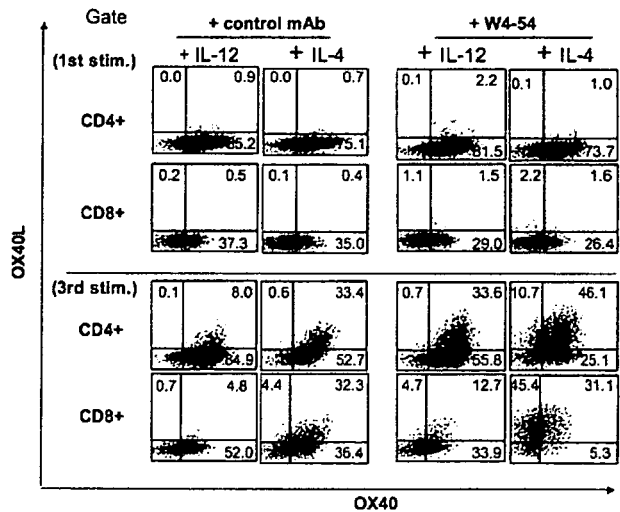 Gate + control mAb + W4-54
(1st stim.) + IL-12 + IL-4 + IL-12 + IL-4
CD4+
0.0 0.9 0.0 0.7 0.1 2.2 0.1 1.0
75.1 73.7
CD8+
0.2 0.5 0.1 0.4 1.1 1.5 2.2 1.6
37.3 35.0 29.0 26.4
OX40L
(3rd stim.)
CD4+
0.1 8.0 0.6 33.4 0.7 33.6 10.7 46.1
52.7 55.8 25.1
CD8+
0.7 4.8 4.4 32.3 4.7 12.7 45.4 31.1
52.0 36.4 33.9 5.3
OX40